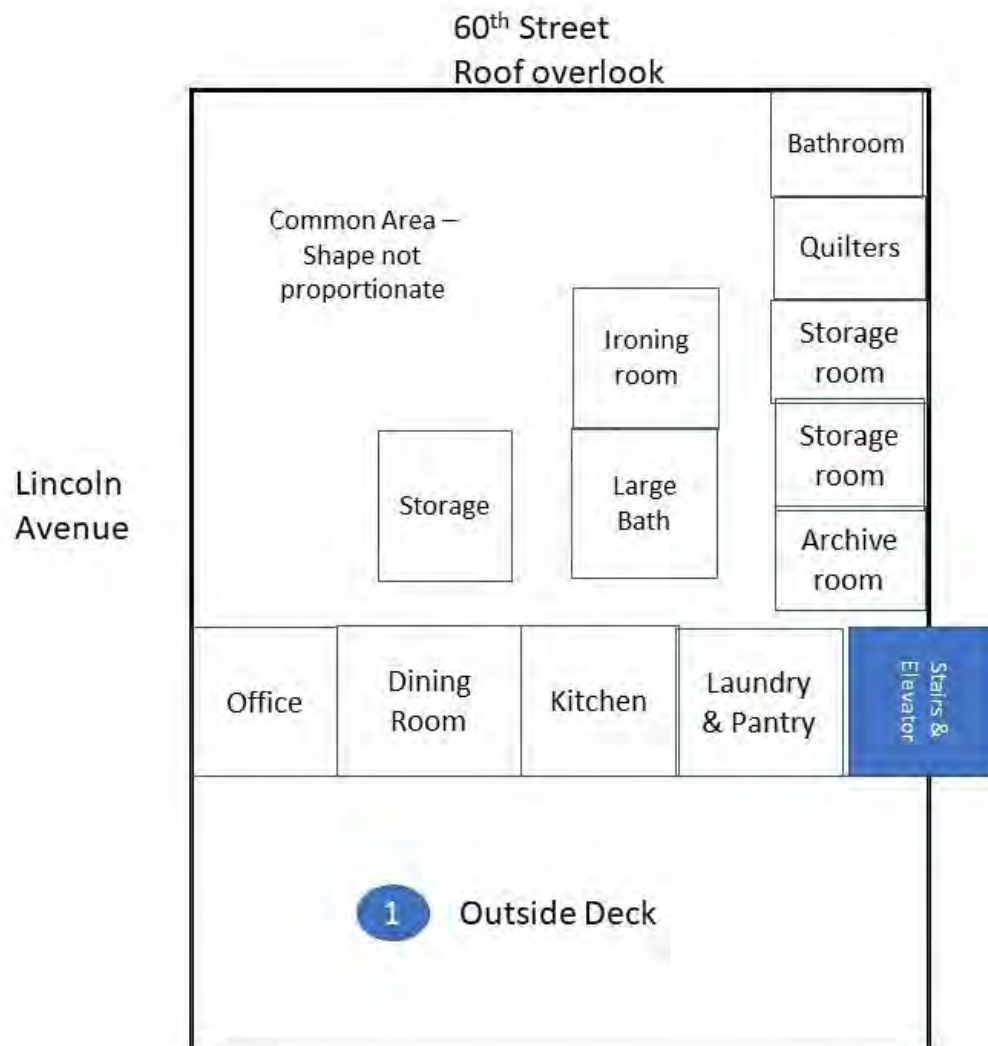 60th Street
Roof overlook
Bathroom
Common Area –
Shape not
proportionate
Quilters
Ironing
room
Storage
room
Lincoln
Avenue
Storage
Large
Bath
Storage
room
Archive
room
Office
Dining
Room
Kitchen
Laundry
& Pantry
Stairs &
Elevator
1 Outside Deck